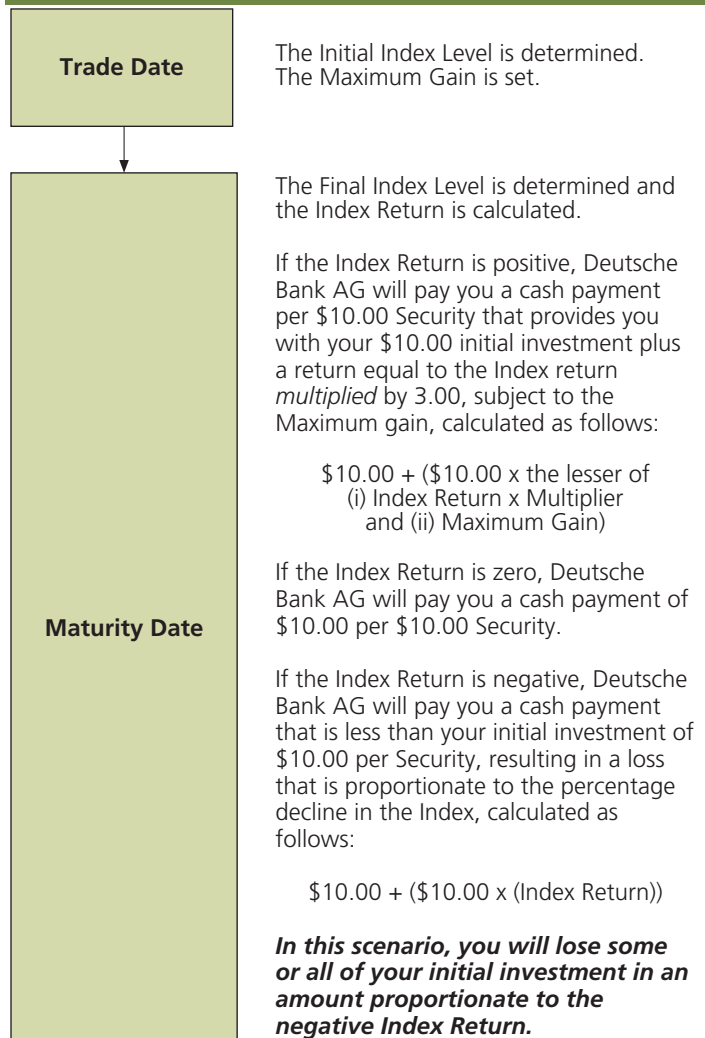 Trade Date
The Initial Index Level is determined.
The Maximum Gain is set.
Maturity Date
The Final Index Level is determined and
the Index Return is calculated.
If the Index Return is positive, Deutsche
Bank AG will pay you a cash payment
per $10.00 Security that provides you
with your $10.00 initial investment plus
a return equal to the Index return
multiplied by 3.00, subject to the
Maximum gain, calculated as follows:
$10.00 + ($10.00 x the lesser of
(i) Index Return x Multiplier
and (ii) Maximum Gain)
If the Index Return is zero, Deutsche
Bank AG will pay you a cash payment of
$10.00 per $10.00 Security.
If the Index Return is negative, Deutsche
Bank AG will pay you a cash payment
that is less than your initial investment of
$10.00 per Security, resulting in a loss
that is proportionate to the percentage
decline in the Index, calculated as
follows:
$10.00 + ($10.00 x (Index Return))
In this scenario, you will lose some
or all of your initial investment in an
amount proportionate to the
negative Index Return.